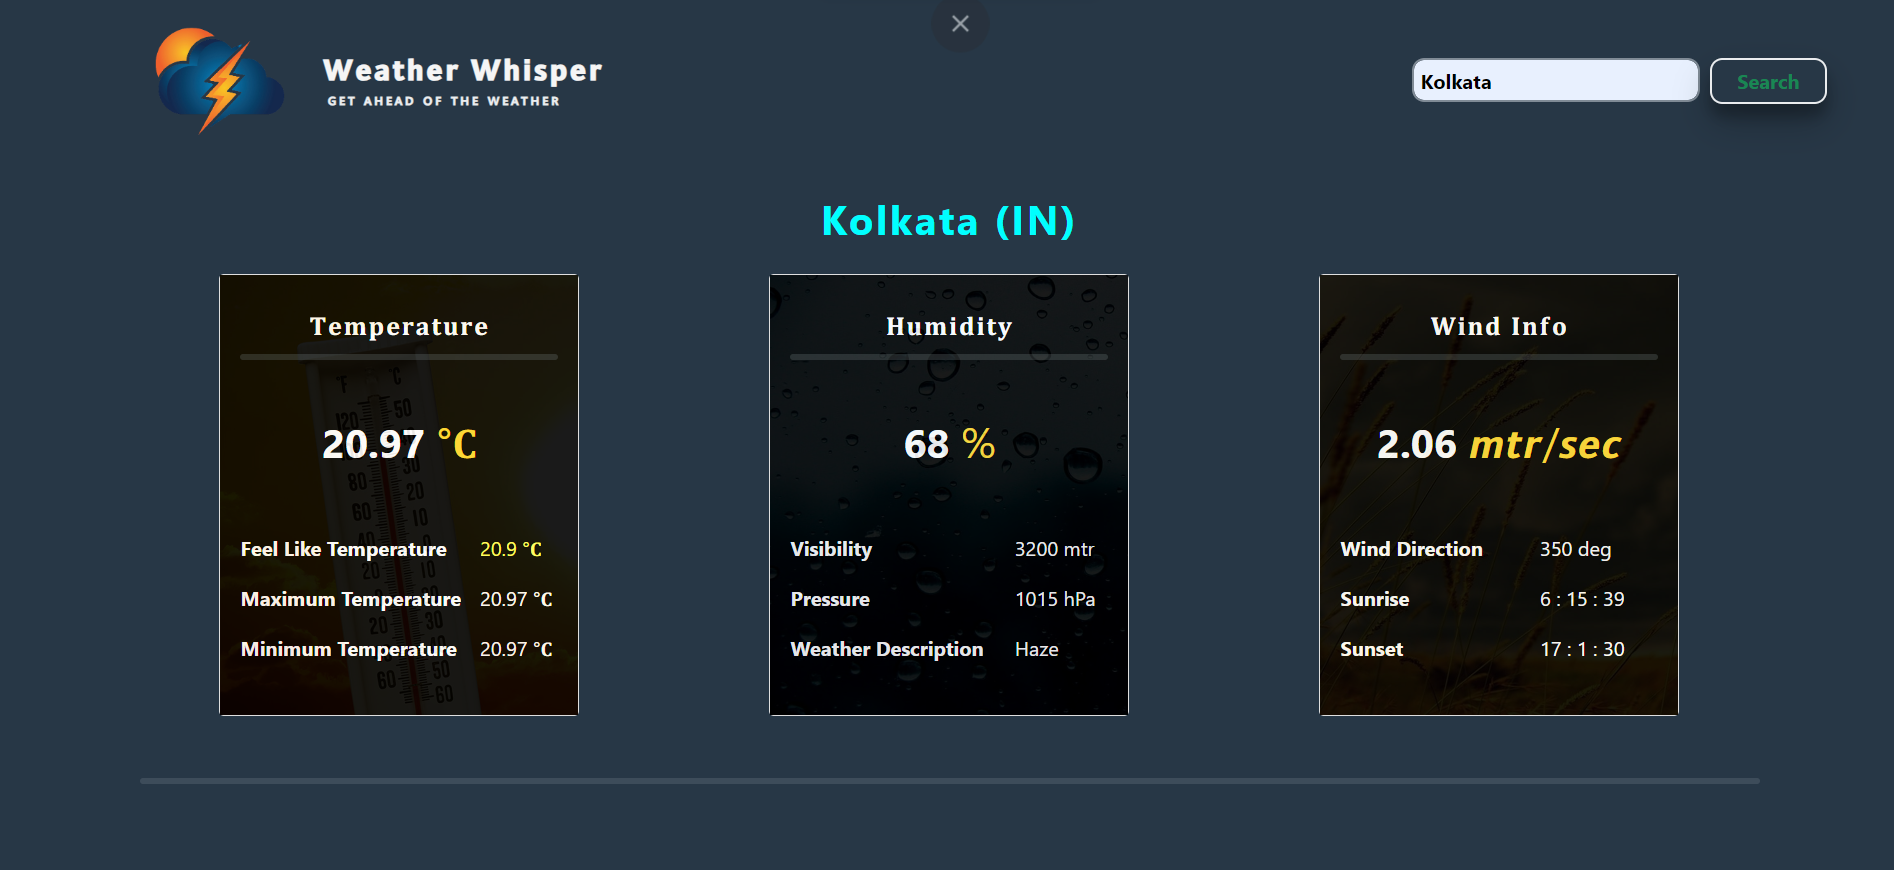 Weather Whisper
GET AHEAD OF THE WEATHER
Kolkata
Search
Kolkata (IN)
Temperature
20.97 °C
Feel Like Temperature 20.9 °C
Maximum Temperature 20.97 °C
Minimum Temperature 20.97 °C
Humidity
68 %
Visibility 3200 mtr
Pressure 1015 hPa
Weather Description Haze
Wind Info
2.06 mtr/sec
Wind Direction 350 deg
Sunrise 6 : 15 : 39
Sunset 17 : 1 : 30